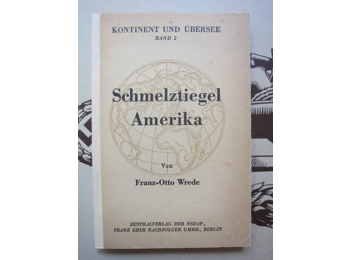 KONTINENT UND ÜBERSEE
BAND 2
Schmelztiegel
Amerika
Von
Franz-Otto Wrede
ZENTRALVERLAG DER NSDAP.,
FRANZ EHER NACHFOLGER GMBH., BERLIN